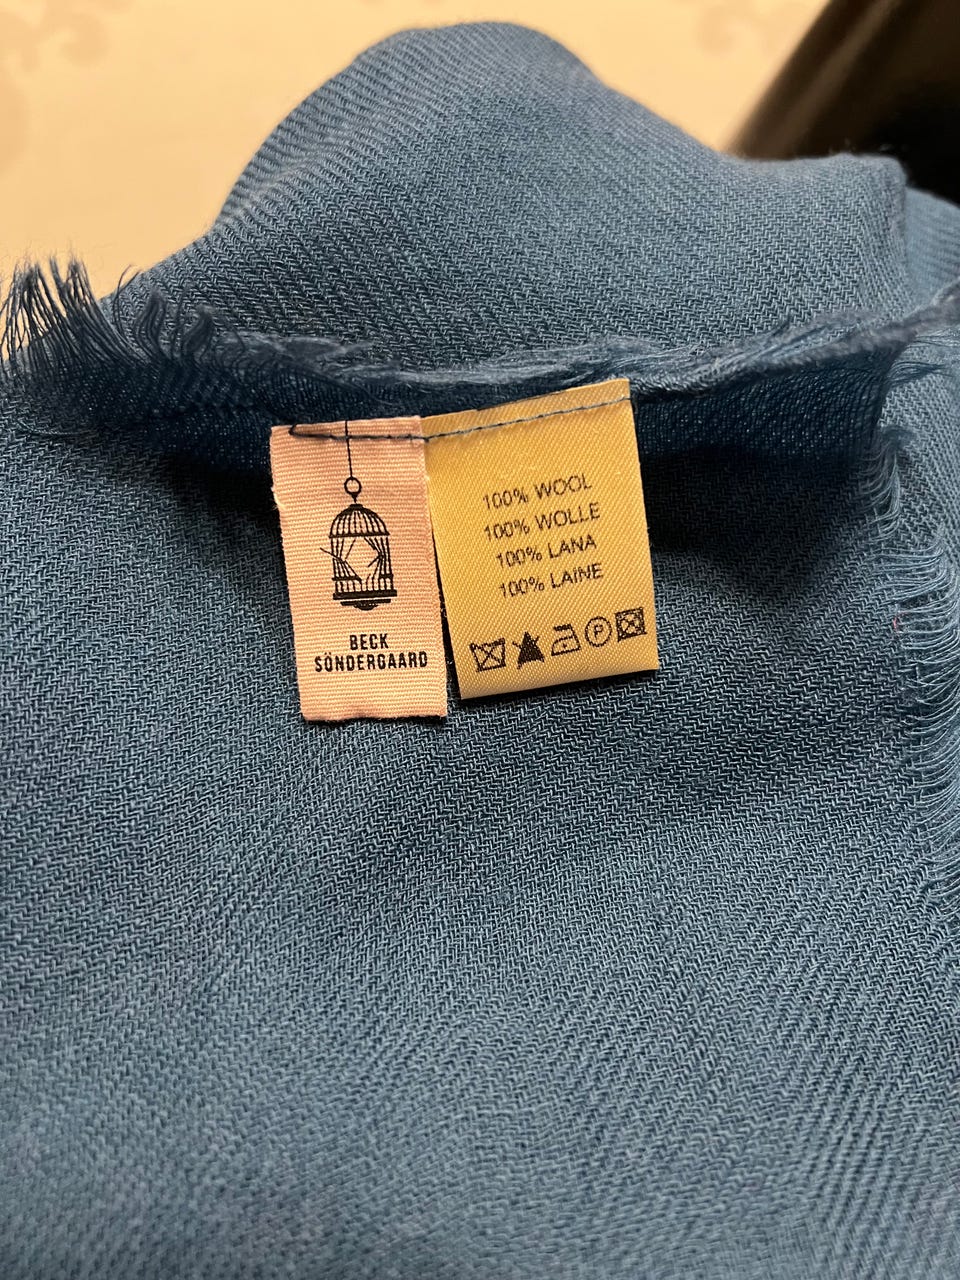 BECK
SÖNDERGAARD
100% WOOL
100% WOLLE
100% LANA
100% LAINE
P